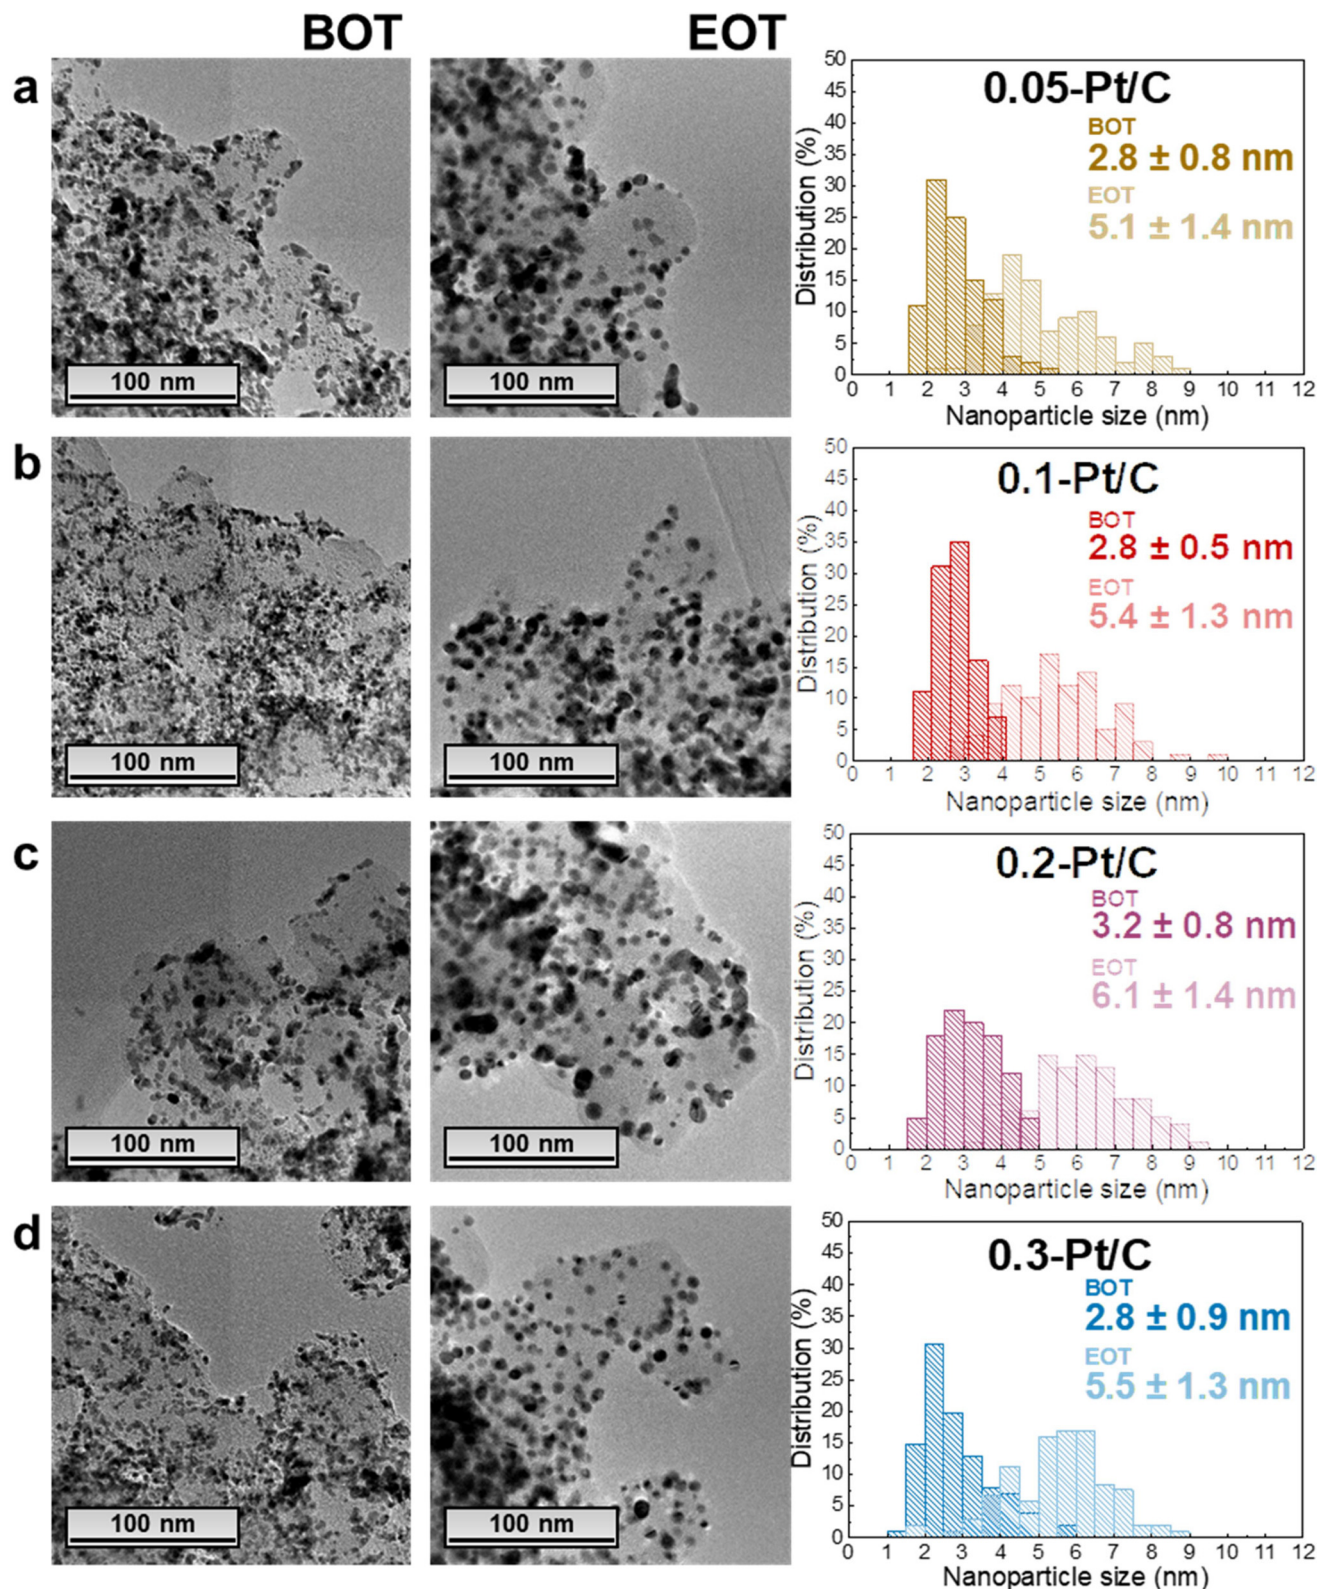 BOT
EOT
a
100 nm
100 nm
0.05-Pt/C
BOT
2.8 ± 0.8 nm
EOT
5.1 ± 1.4 nm
Distribution (%)
50
45
40
35
30
25
20
15
10
5
0
0 1 2 3 4 5 6 7 8 9 10 11 12
Nanoparticle size (nm)
b
100 nm
100 nm
0.1-Pt/C
BOT
2.8 ± 0.5 nm
EOT
5.4 ± 1.3 nm
Distribution (%)
50
45
40
35
30
25
20
15
10
5
0
0 1 2 3 4 5 6 7 8 9 10 11 12
Nanoparticle size (nm)
c
100 nm
100 nm
0.2-Pt/C
BOT
3.2 ± 0.8 nm
EOT
6.1 ± 1.4 nm
Distribution (%)
50
45
40
35
30
25
20
15
10
5
0
0 1 2 3 4 5 6 7 8 9 10 11 12
Nanoparticle size (nm)
d
100 nm
100 nm
0.3-Pt/C
BOT
2.8 ± 0.9 nm
EOT
5.5 ± 1.3 nm
Distribution (%)
50
45
40
35
30
25
20
15
10
5
0
0 1 2 3 4 5 6 7 8 9 10 11 12
Nanoparticle size (nm)